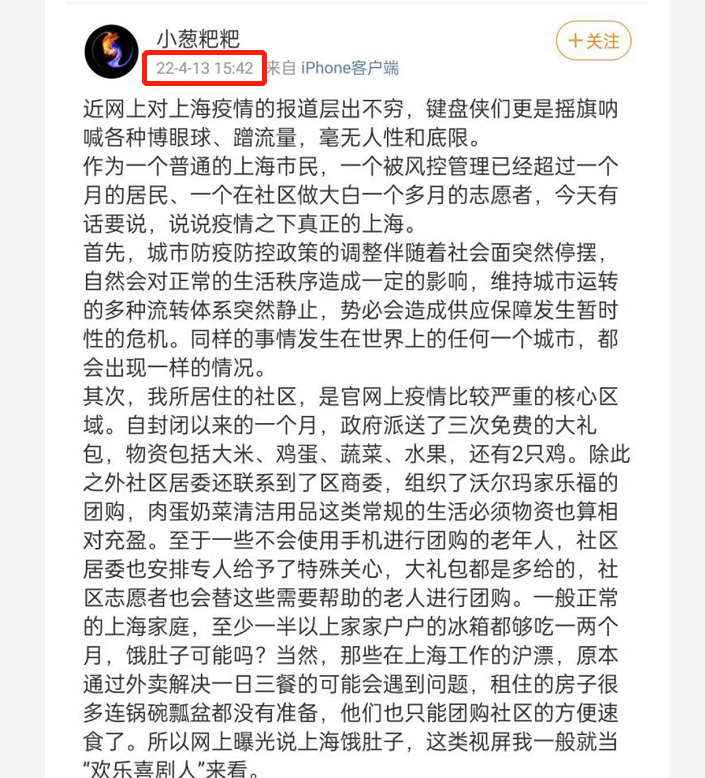 小葱粑粑
+关注
22-4-13 15:42 来自 iPhone客户端
近网上对上海疫情的报道层出不穷，键盘侠们更是摇旗呐
喊各种博眼球、蹭流量，毫无人性和底限。
作为一个普通的上海市民，一个被风控管理已经超过一个
月的居民、一个在社区做大白一个多月的志愿者，今天有
话要说，说说疫情之下真正的上海。
首先，城市防疫防控政策的调整伴随着社会面突然停摆，
自然会对正常的生活秩序造成一定的影响，维持城市运转
的多种流转体系突然静止，势必会造成供应保障发生暂时
性的危机。同样的事情发生在世界上的任何一个城市，都
会出现一样的情况。
其次，我所居住的社区，是官网上疫情比较严重的核心区
域。自封闭以来的一个月，政府派送了三次免费的大礼
包，物资包括大米、鸡蛋、蔬菜、水果，还有2只鸡。除此
之外社区居委还联系到了区商委，组织了沃尔玛家乐福的
团购，肉蛋奶菜清洁用品这类常规的生活必须物资也算相
对充盈。至于一些不会使用手机进行团购的老年人，社区
居委也安排专人给予了特殊关心，大礼包都是多给的，社
区志愿者也会替这些需要帮助的老人进行团购。一般正常
的上海家庭，至少一半以上家家户户的冰箱都够吃一两个
月，饿肚子可能吗？当然，那些在上海工作的沪漂，原本
通过外卖解决一日三餐的可能会遇到问题，租住的房子很
多连锅碗瓢盆都没有准备，他们也只能团购社区的方便速
食了。所以网上曝光说上海饿肚子，这类视屏我一般就当
“欢乐喜剧人”来看。